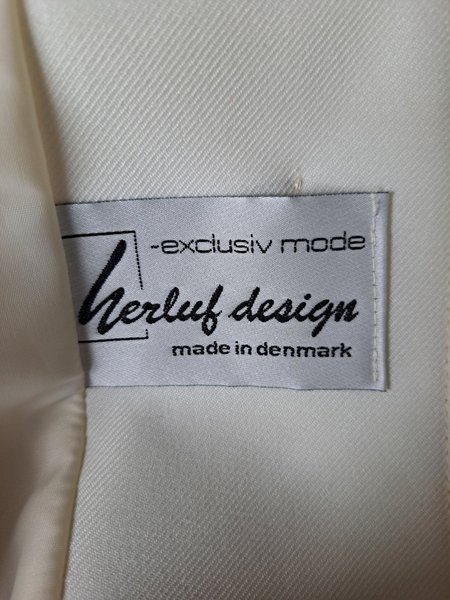 -exclusiv mode
herluf design
made in denmark